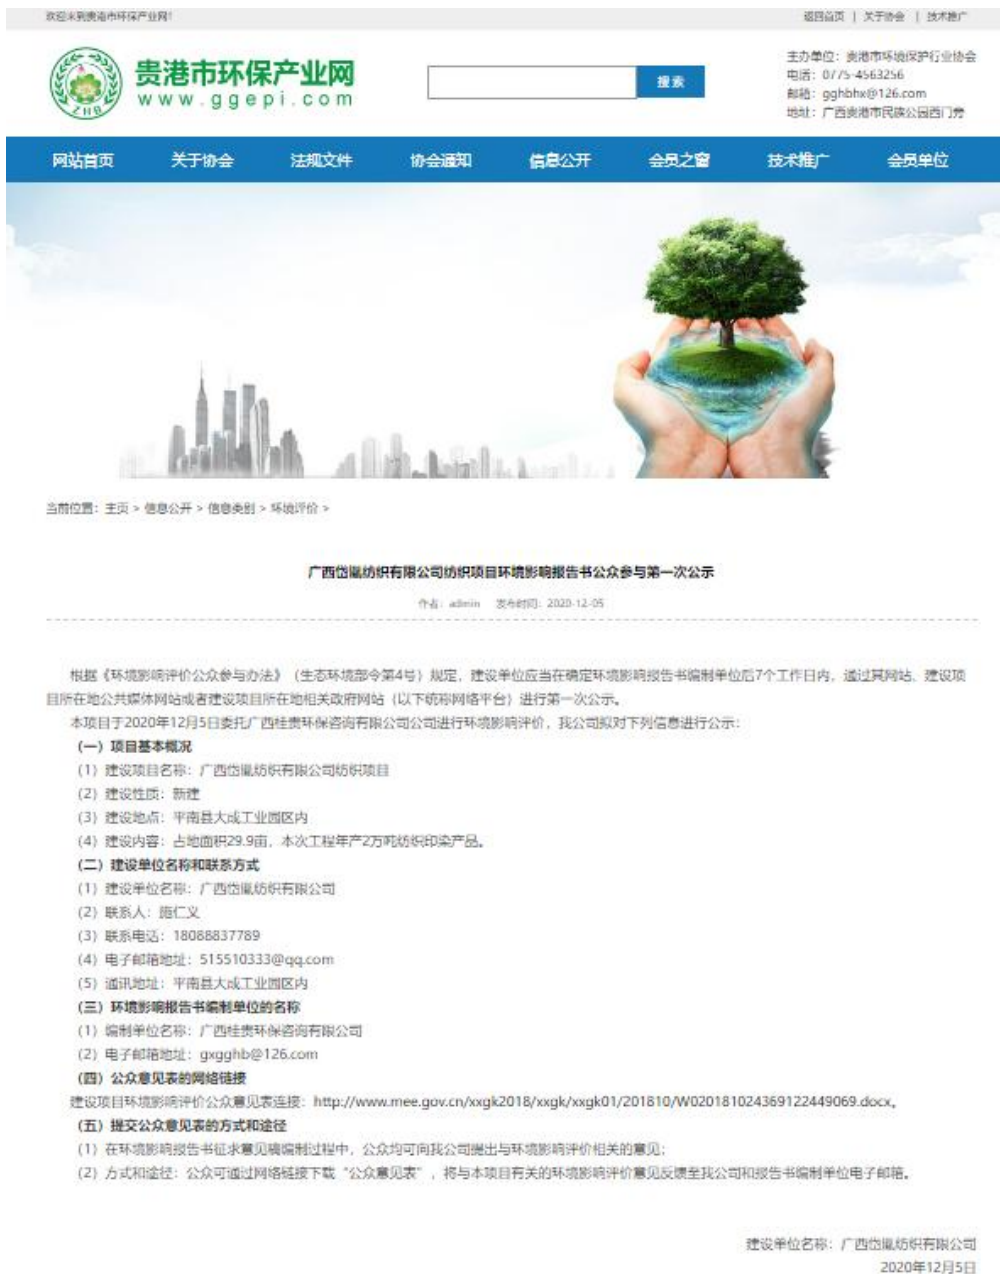 欢迎来到贵港市环保产业网!
返回首页 | 关于协会 | 技术推广
ZHB
贵港市环保产业网
www.ggepi.com
搜索
主办单位：贵港市环境保护行业协会
电话：0775-4563256
邮箱：gghbhx@126.com
地址：广西贵港市民族公园西门旁
网站首页 关于协会 法规文件 协会通知 信息公开 会员之窗 技术推广 会员单位
当前位置：主页 > 信息公开 > 信息类别 > 环境评价 >
广西岱胤纺织有限公司纺织项目环境影响报告书公众参与第一次公示
作者：admin 发布时间：2020-12-05
根据《环境影响评价公众参与办法》（生态环境部令第4号）规定，建设单位应当在确定环境影响报告书编制单位后7个工作日内，通过其网站、建设项
目所在地公共媒体网站或者建设项目所在地相关政府网站（以下统称网络平台）进行第一次公示。
本项目于2020年12月5日委托广西桂贵环保咨询有限公司公司进行环境影响评价，我公司拟对下列信息进行公示：
（一）项目基本概况
（1）建设项目名称：广西岱胤纺织有限公司纺织项目
（2）建设性质：新建
（3）建设地点：平南县大成工业园区内
（4）建设内容：占地面积29.9亩，本次工程年产2万吨纺织印染产品。
（二）建设单位名称和联系方式
（1）建设单位名称：广西岱胤纺织有限公司
（2）联系人：施仁义
（3）联系电话：18088837789
（4）电子邮箱地址：515510333@qq.com
（5）通讯地址：平南县大成工业园区内
（三）环境影响报告书编制单位的名称
（1）编制单位名称：广西桂贵环保咨询有限公司
（2）电子邮箱地址：gxgghb@126.com
（四）公众意见表的网络链接
建设项目环境影响评价公众意见表连接：http://www.mee.gov.cn/xxgk2018/xxgk/xxgk01/201810/W020181024369122449069.docx。
（五）提交公众意见表的方式和途径
（1）在环境影响报告书征求意见稿编制过程中，公众均可向我公司提出与环境影响评价相关的意见；
（2）方式和途径：公众可通过网络链接下载“公众意见表”，将与本项目有关的环境影响评价意见反馈至我公司和报告书编制单位电子邮箱。
建设单位名称：广西岱胤纺织有限公司
2020年12月5日